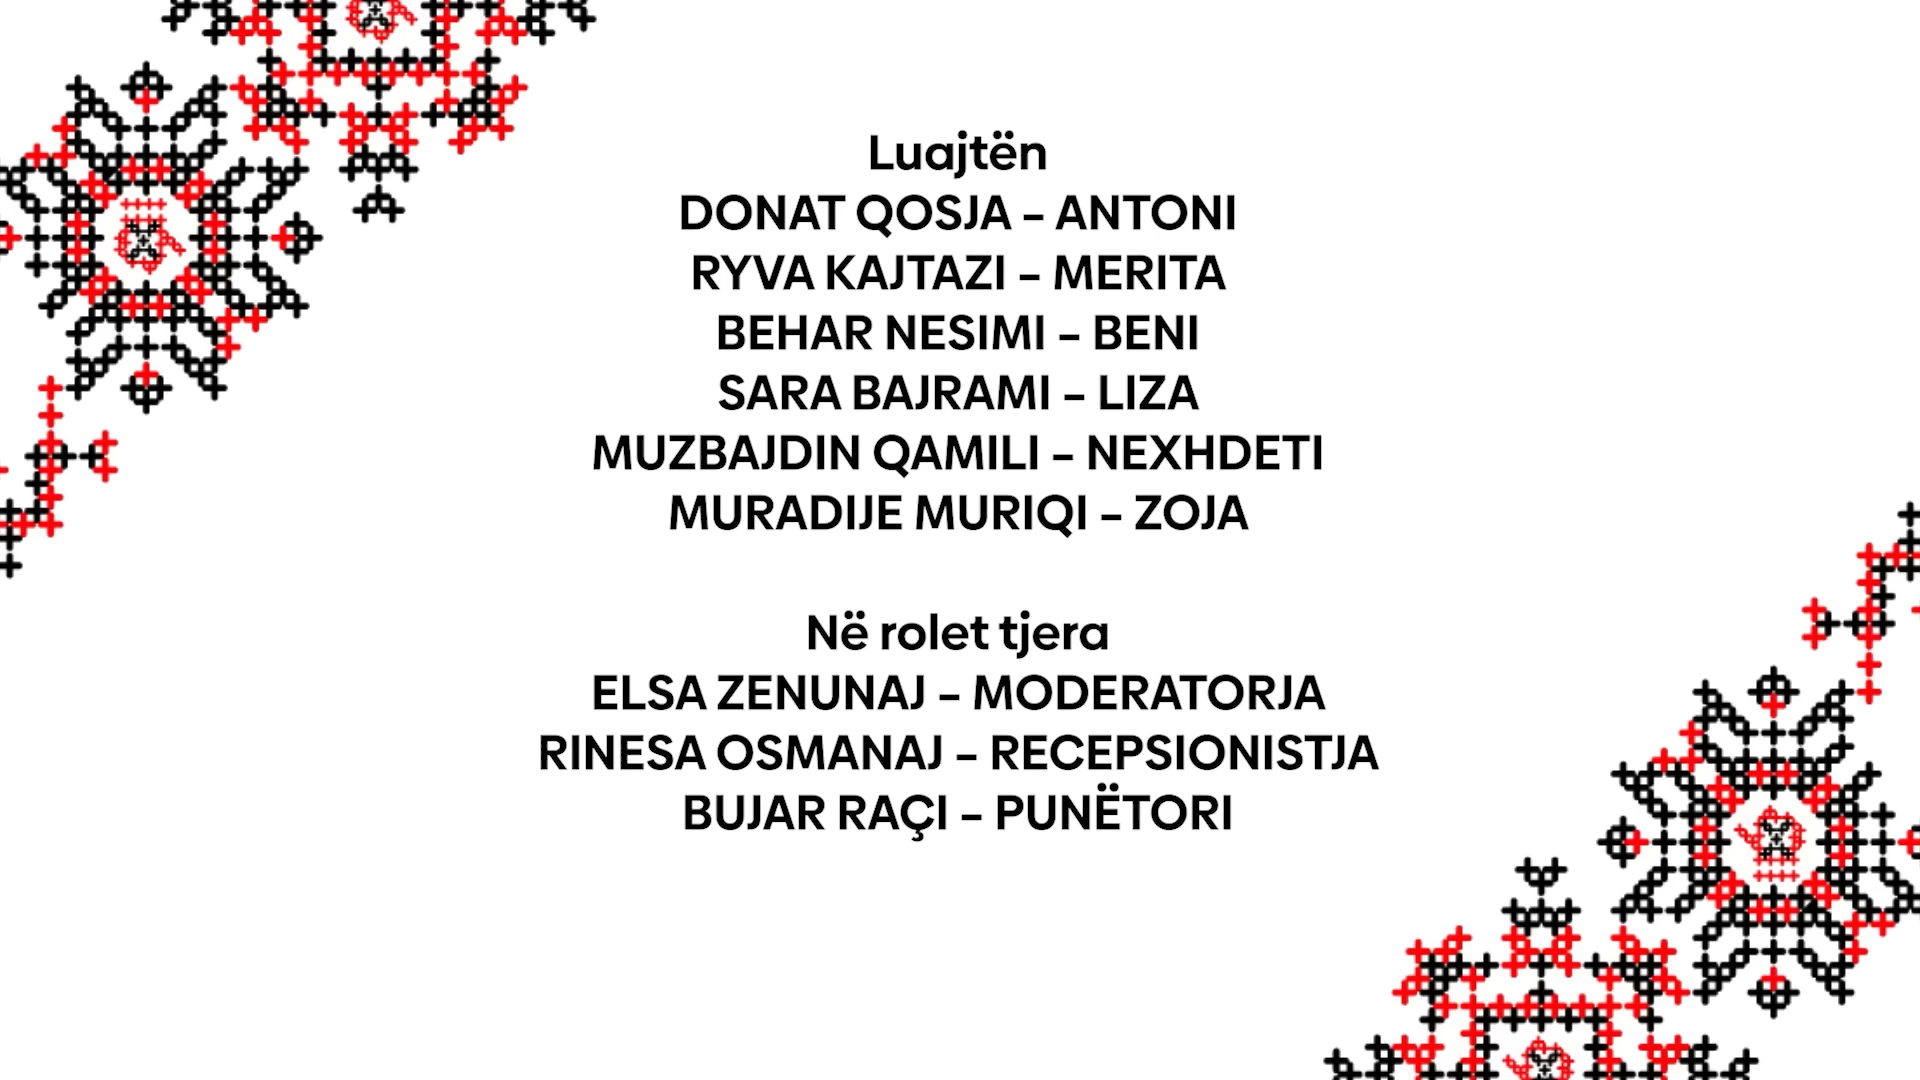 Luajtën
DONAT QOSJA – ANTONI
RYVA KAJTAZI – MERITA
BEHAR NESIMI – BENI
SARA BAJRAMI – LIZA
MUZBAJDIN QAMILI – NEXHDETI
MURADIJE MURIQI – ZOJA
Në rolet tjera
ELSA ZENUNAJ – MODERATORJA
RINESA OSMANAJ – RECEPSIONISTJA
BUJAR RAÇI – PUNËTORI